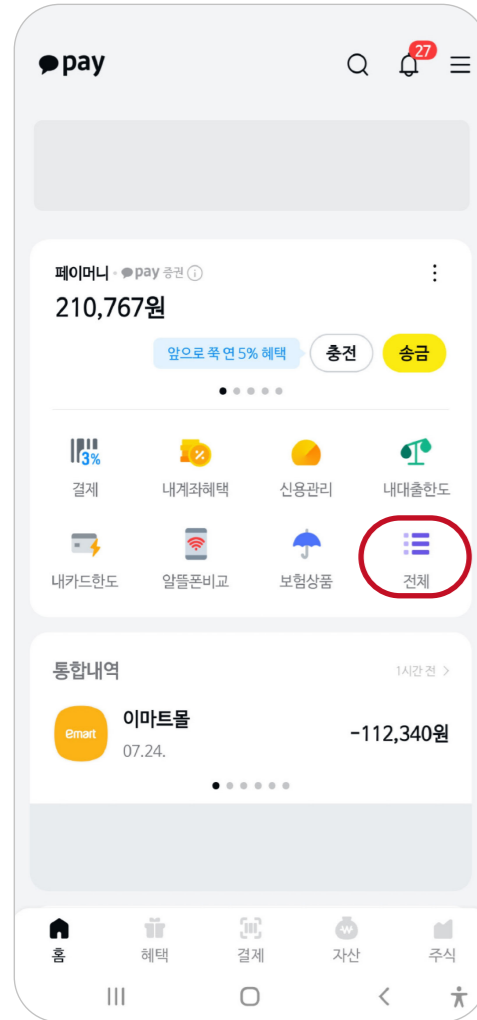 pay
27
페이머니 · pay 증권
210,767원
앞으로 쭉 연 5% 혜택 충전 송금
3%
결제 내계좌혜택 신용관리 내대출한도
내카드한도 알뜰폰비교 보험상품 전체
통합내역 1시간 전 >
emart
이마트몰 -112,340원
07.24.
홈 혜택 결제 자산 주식